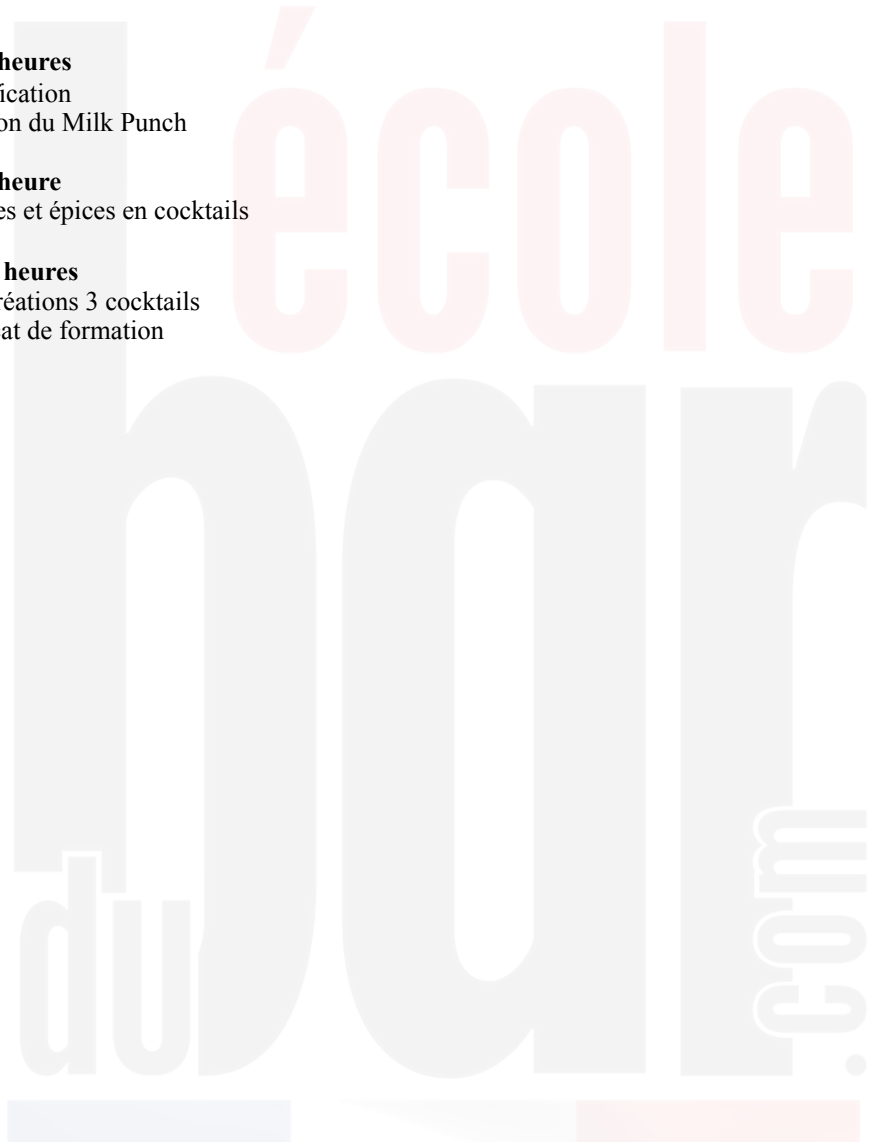 heures
ication
on du Milk Punch
heure
es et épices en cocktails
heures
réations 3 cocktails
at de formation
l'école
du
bar
.com